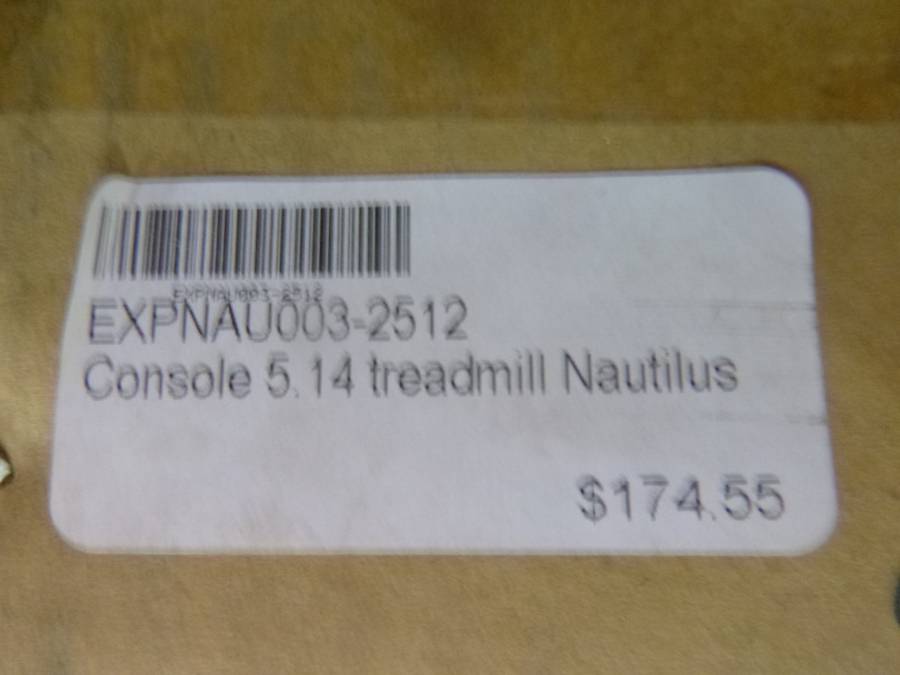 EXPNAU003-2512
EXPNAU003-2512
Console 5.14 treadmill Nautilus
$174.55